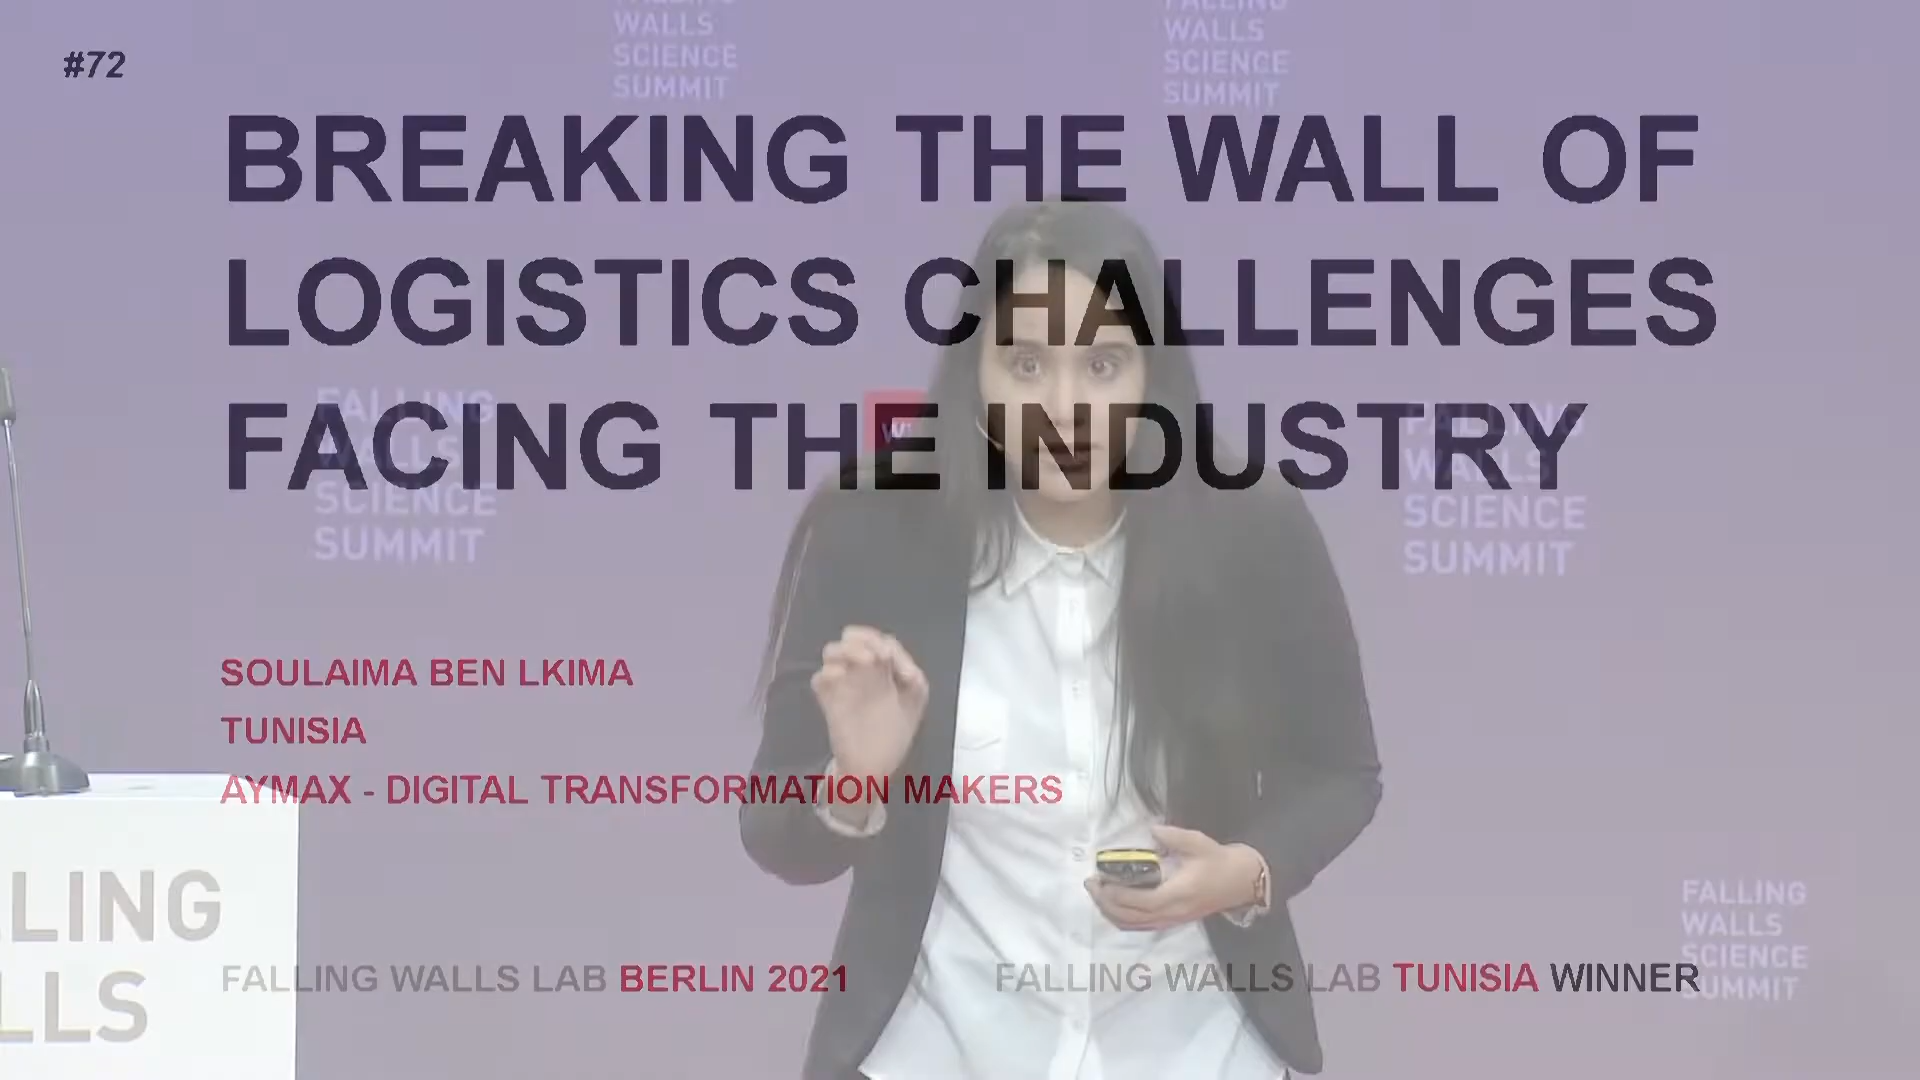 #72
FALLING
WALLS
SCIENCE
SUMMIT
FALLING
WALLS
SCIENCE
SUMMIT
BREAKING THE WALL OF
LOGISTICS CHALLENGES
FACING THE INDUSTRY
FALLING
WALLS
SCIENCE
SUMMIT
FALLING
WALLS
SCIENCE
SUMMIT
SOULAIMA BEN LKIMA
TUNISIA
AYMAX - DIGITAL TRANSFORMATION MAKERS
LLING
LLS
FALLING WALLS LAB BERLIN 2021
FALLING WALLS LAB TUNISIA WINNER
FALLING
WALLS
SCIENCE
SUMMIT